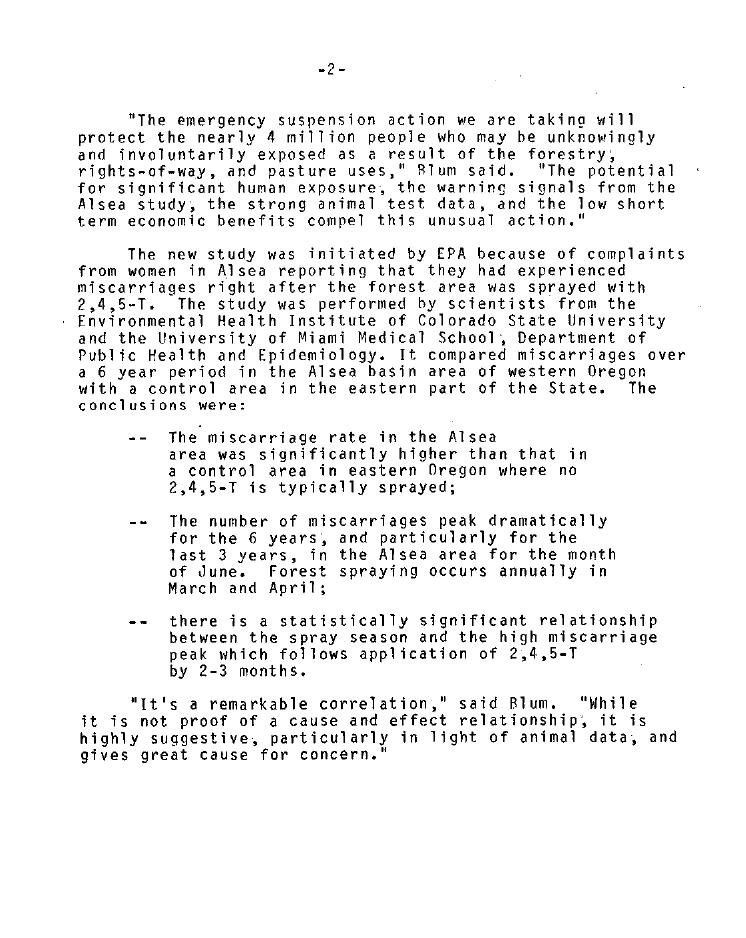 -2-
"The emergency suspension action we are taking will
protect the nearly 4 million people who may be unknowingly
and involuntarily exposed as a result of the forestry,
rights-of-way, and pasture uses," Blum said. "The potential
for significant human exposure, the warning signals from the
Alsea study, the strong animal test data, and the low short
term economic benefits compel this unusual action."
The new study was initiated by EPA because of complaints
from women in Alsea reporting that they had experienced
miscarriages right after the forest area was sprayed with
2,4,5-T. The study was performed by scientists from the
Environmental Health Institute of Colorado State University
and the University of Miami Medical School, Department of
Public Health and Epidemiology. It compared miscarriages over
a 6 year period in the Alsea basin area of western Oregon
with a control area in the eastern part of the State. The
conclusions were:
-- The miscarriage rate in the Alsea
area was significantly higher than that in
a control area in eastern Oregon where no
2,4,5-T is typically sprayed;
-- The number of miscarriages peak dramatically
for the 6 years, and particularly for the
last 3 years, in the Alsea area for the month
of June. Forest spraying occurs annually in
March and April;
-- there is a statistically significant relationship
between the spray season and the high miscarriage
peak which follows application of 2,4,5-T
by 2-3 months.
"It's a remarkable correlation," said Blum. "While
it is not proof of a cause and effect relationship, it is
highly suggestive, particularly in light of animal data, and
gives great cause for concern."